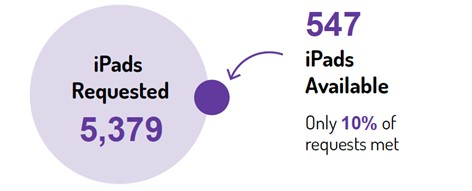 iPads
Requested
5,379
547
iPads
Available
Only 10% of
requests met